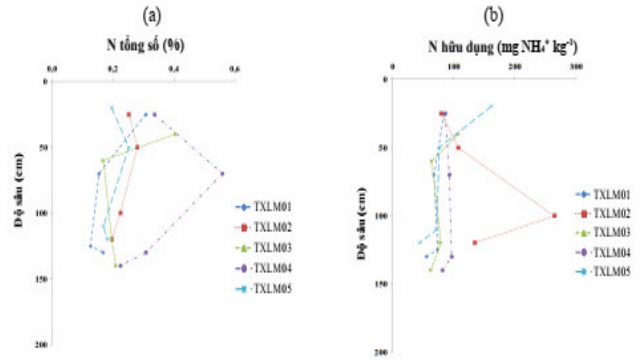 (a)
N tổng số (%)
0,0 0,2 0,4 0,6
0
50
100
150
200
Độ sâu (cm)
TXLM01
TXLM02
TXLM03
TXLM04
TXLM05
(b)
N hữu dụng (mg NH₄⁺ kg⁻¹)
0 100 200 300
0
50
100
150
200
Độ sâu (cm)
TXLM01
TXLM02
TXLM03
TXLM04
TXLM05